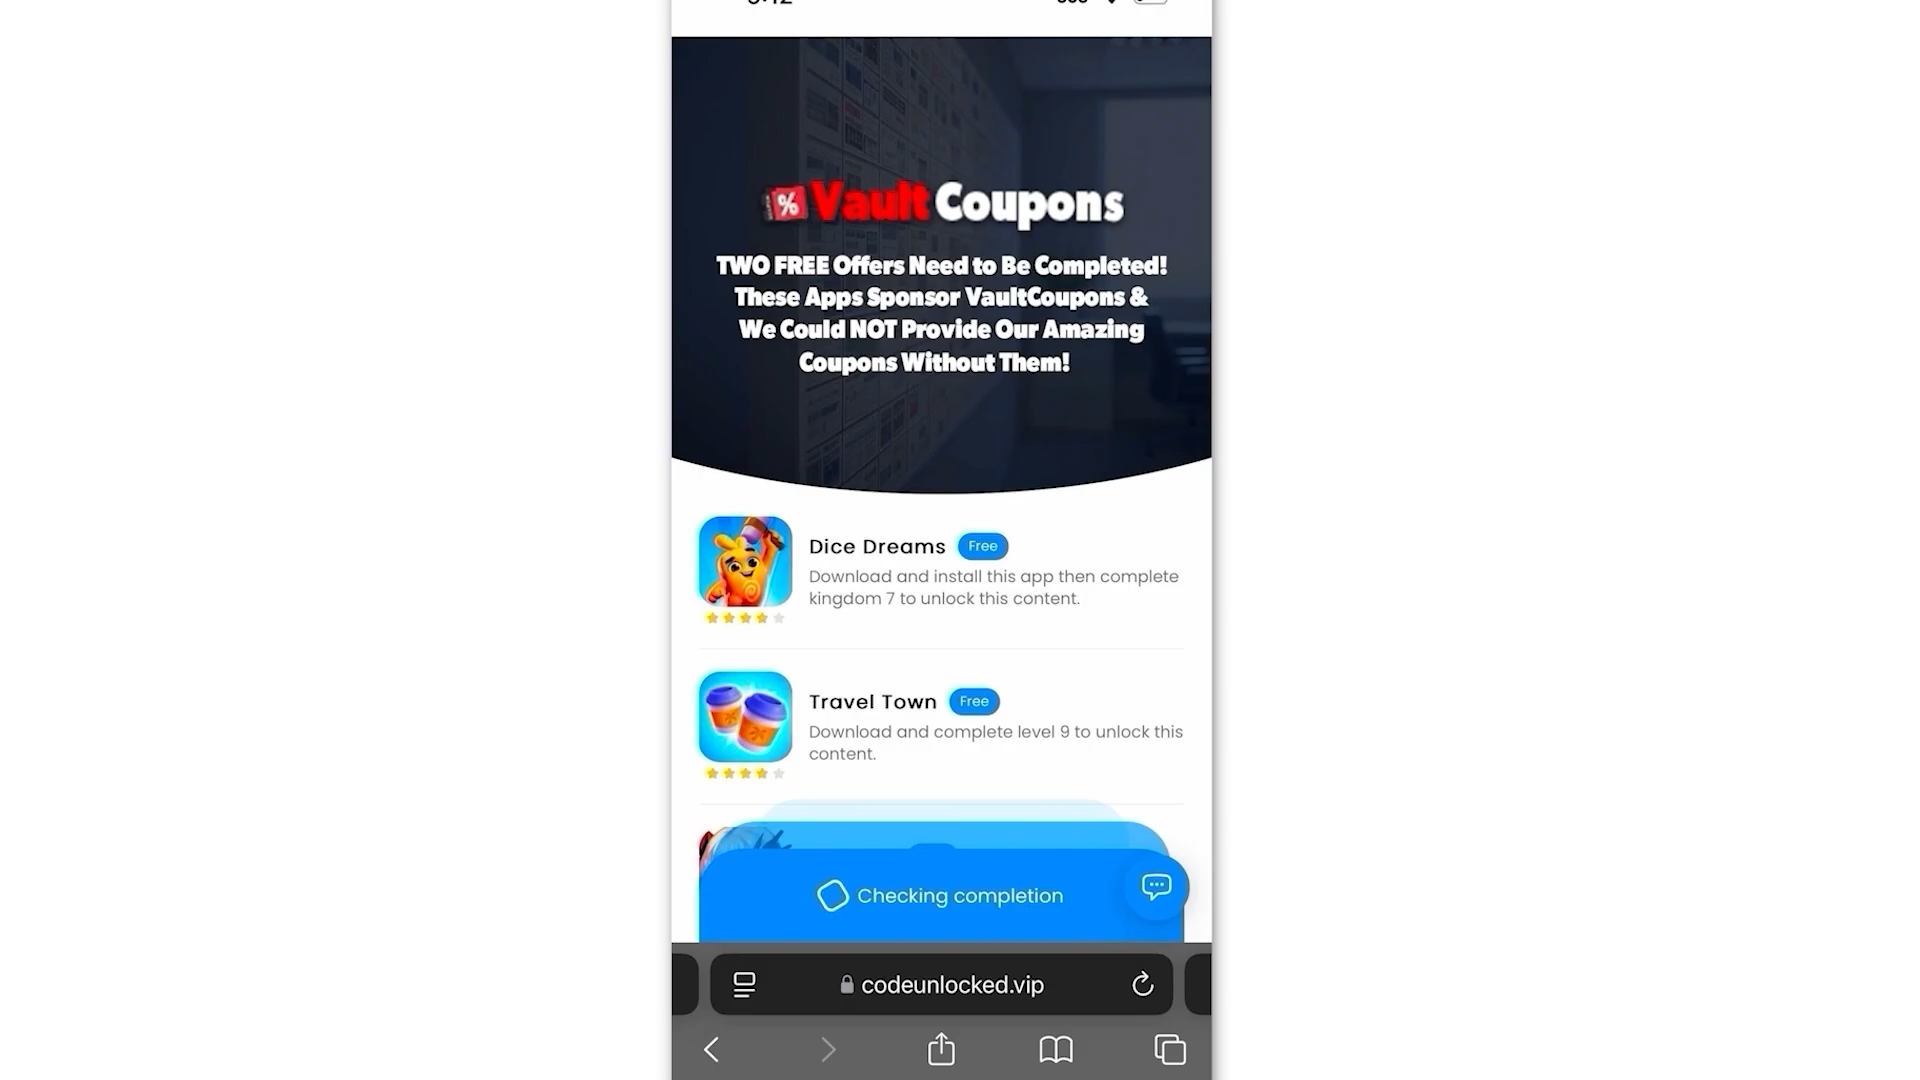 Vault Coupons
TWO FREE Offers Need to Be Completed!
These Apps Sponsor VaultCoupons &
We Could NOT Provide Our Amazing
Coupons Without Them!
Dice Dreams Free
Download and install this app then complete
kingdom 7 to unlock this content.
Travel Town Free
Download and complete level 9 to unlock this
content.
Checking completion
codeunlocked.vip